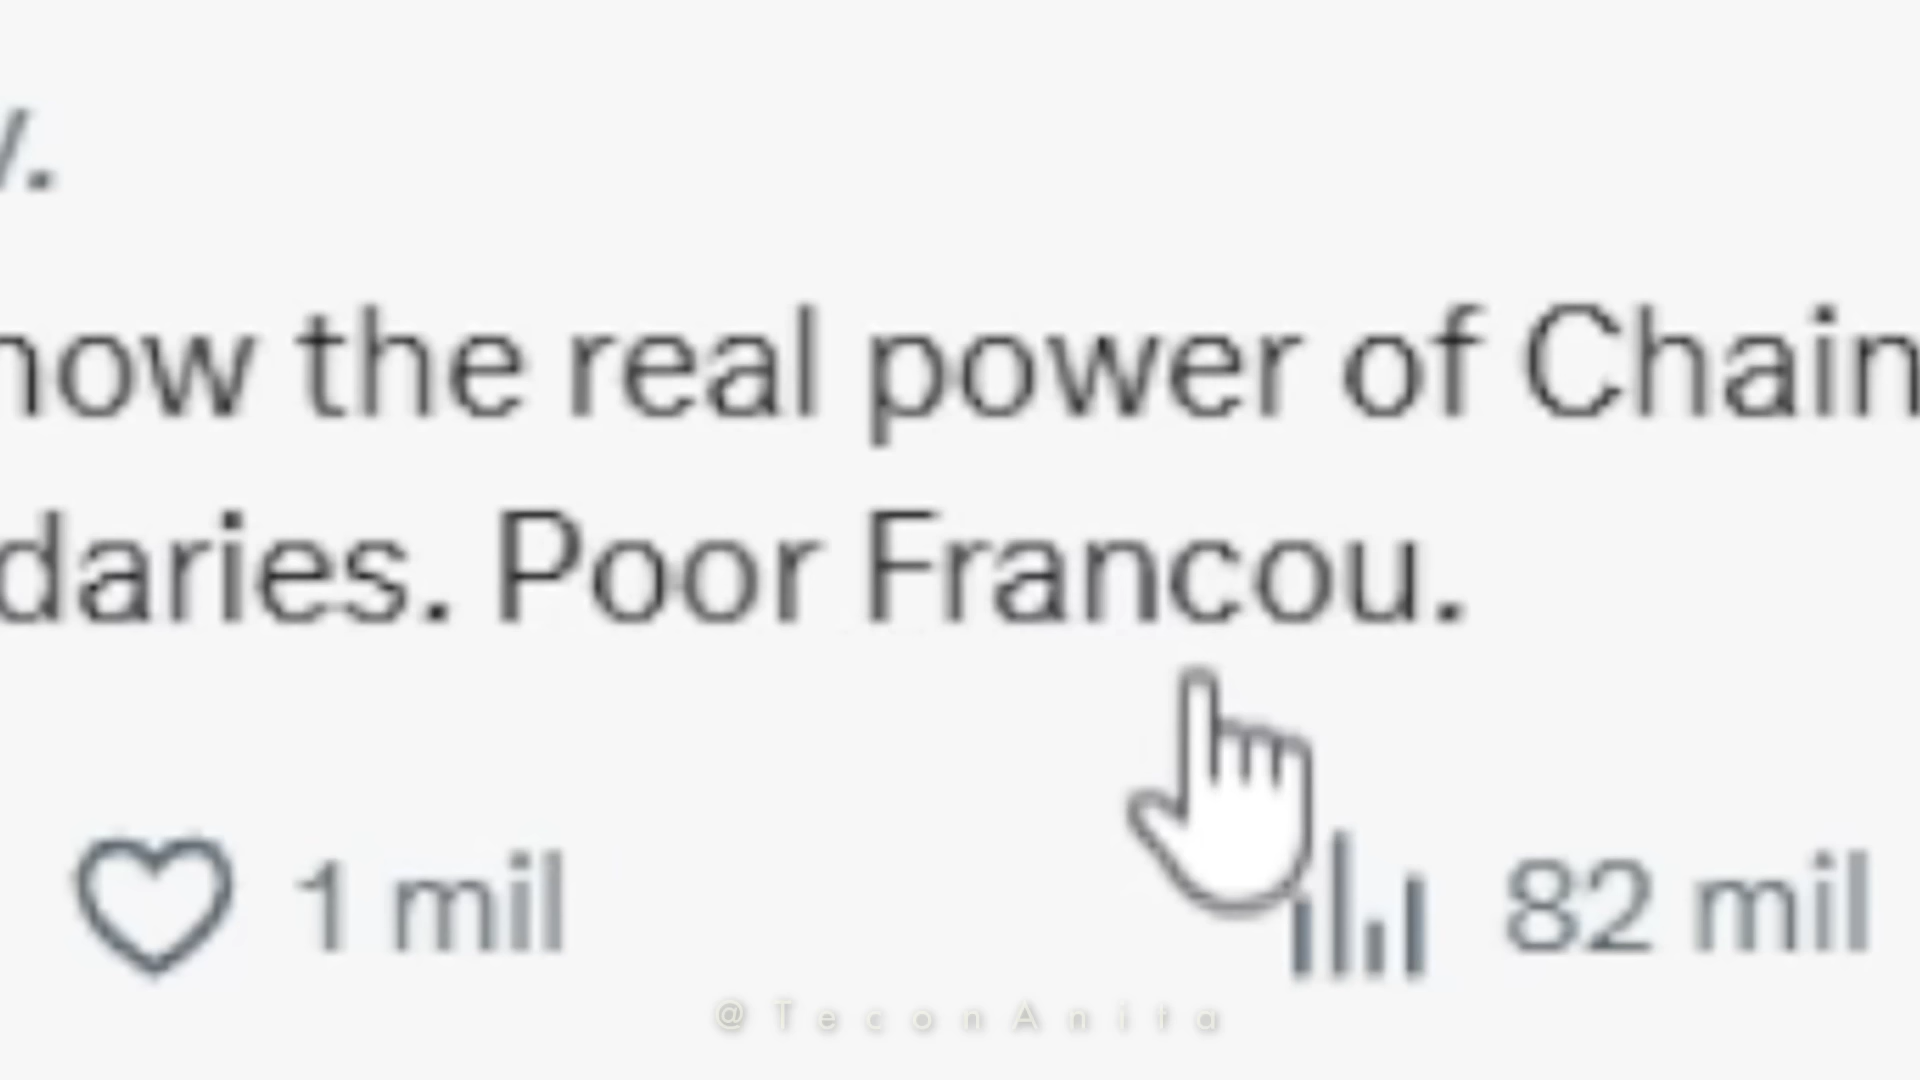 y.
now the real power of Chain
daries. Poor Francou.
1 mil
82 mil
@TeconAnita